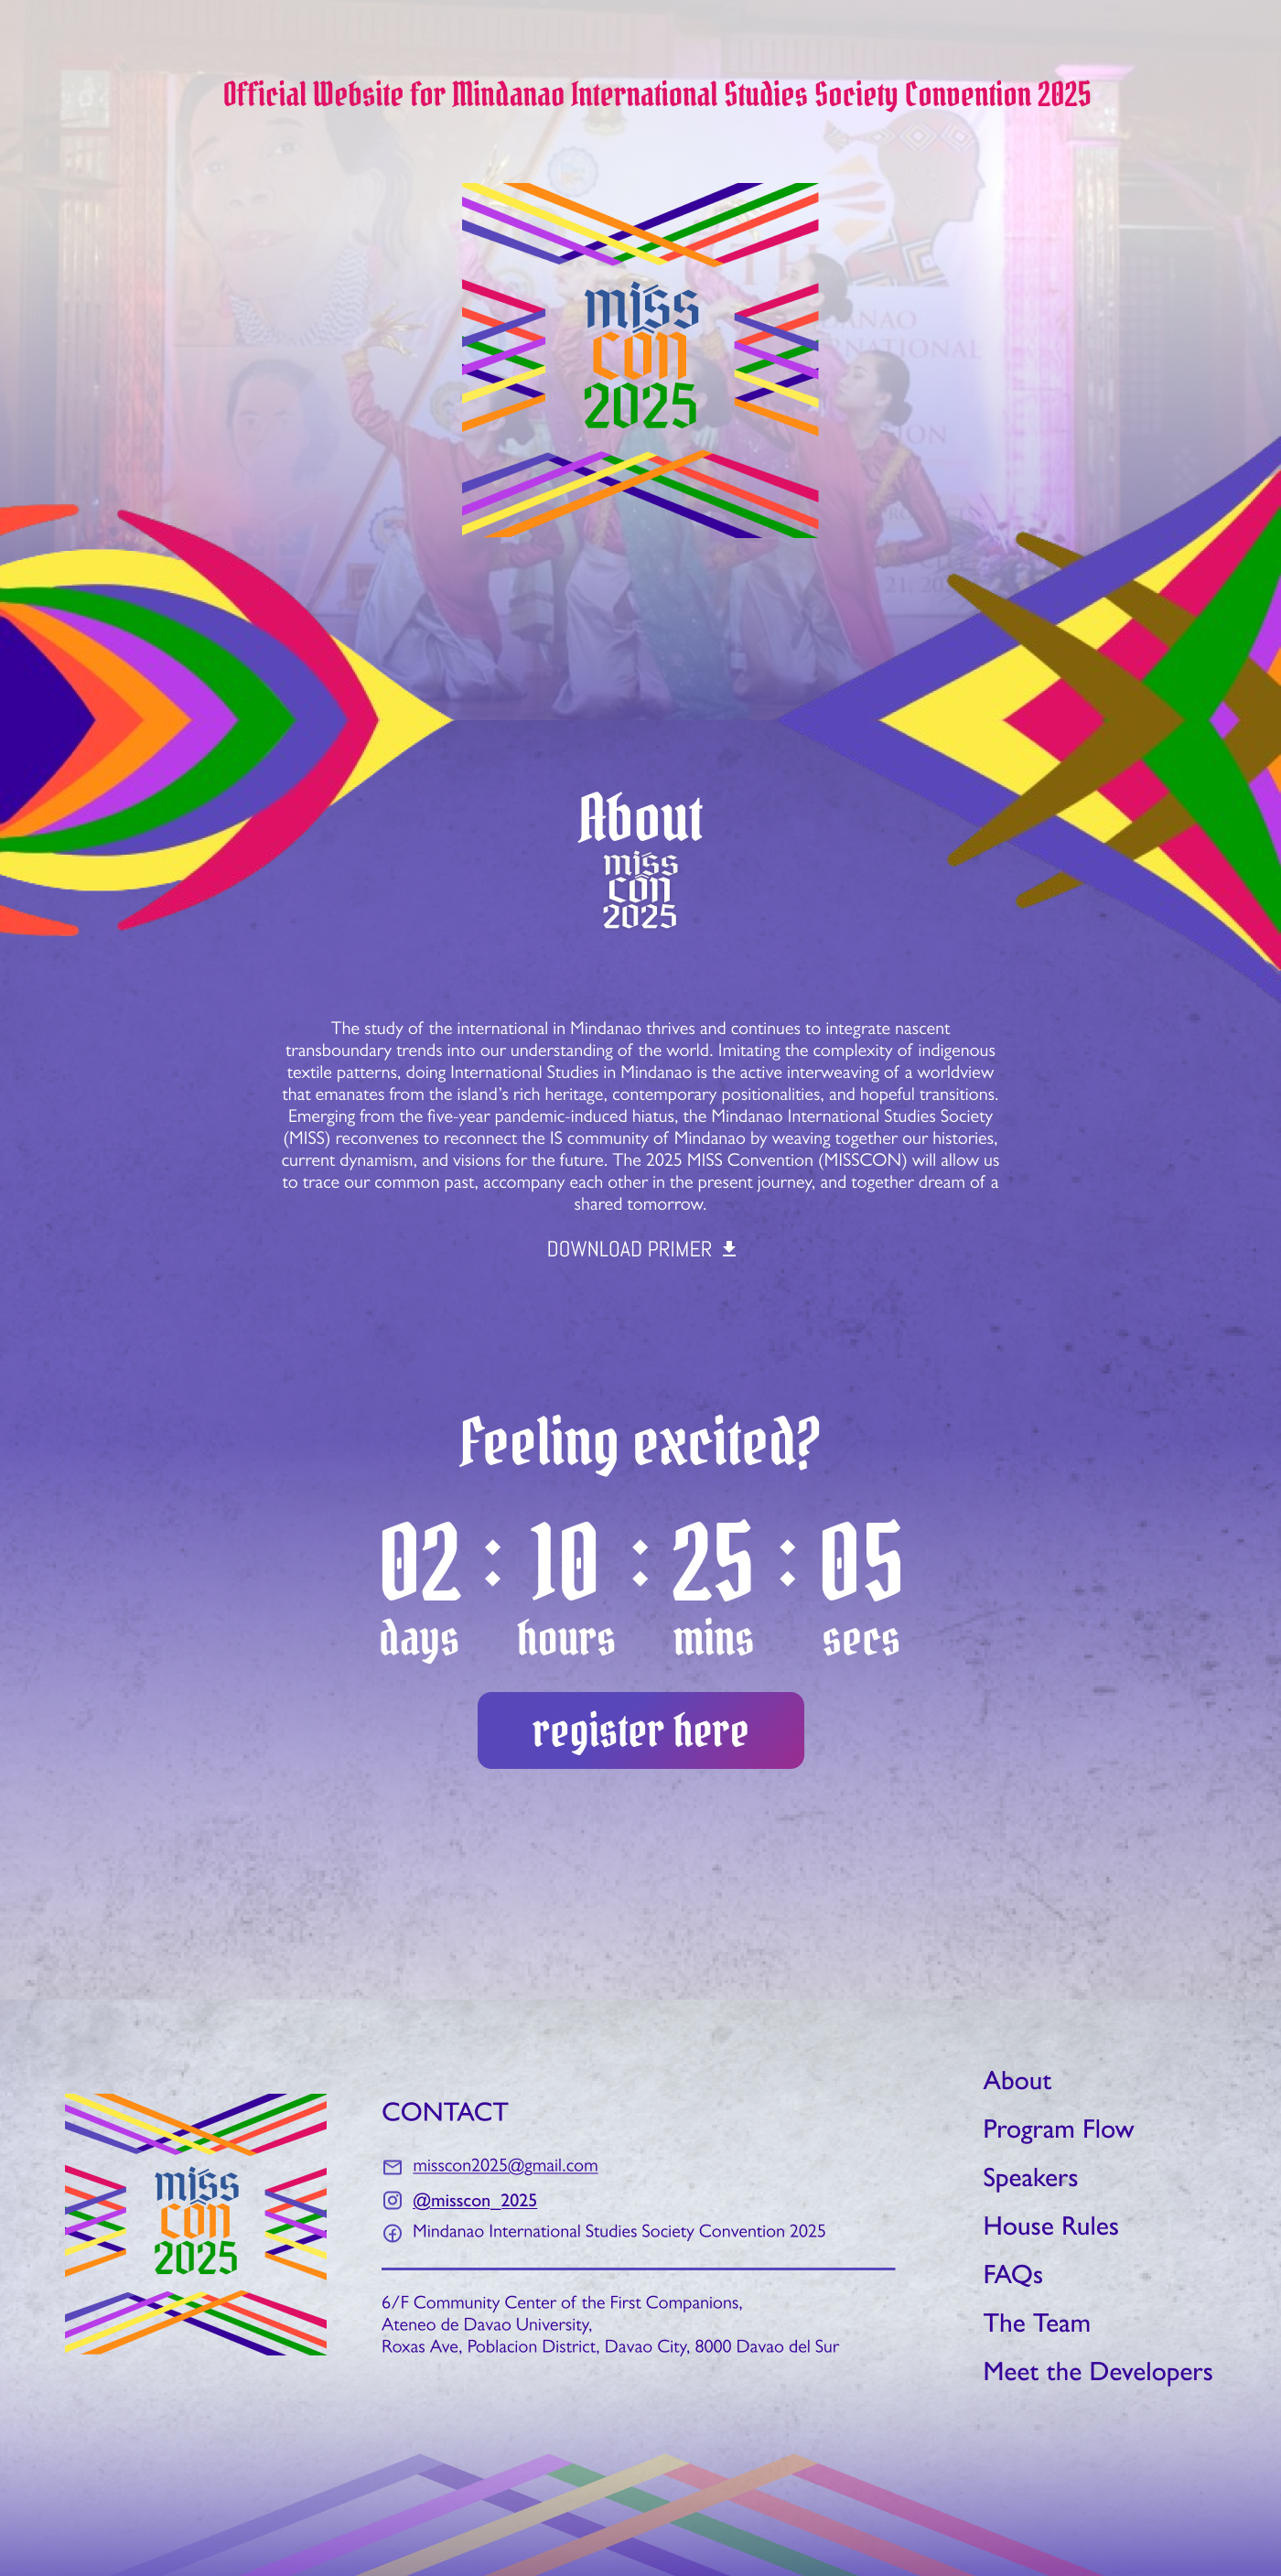 Official Website for Mindanao International Studies Society Convention 2025
miss
con
2025
DANAO
ON
21, 20
About
miss
con
2025
The study of the international in Mindanao thrives and continues to integrate nascent
transboundary trends into our understanding of the world. Imitating the complexity of indigenous
textile patterns, doing International Studies in Mindanao is the active interweaving of a worldview
that emanates from the island’s rich heritage, contemporary positionalities, and hopeful transitions.
Emerging from the five-year pandemic-induced hiatus, the Mindanao International Studies Society
(MISS) reconvenes to reconnect the IS community of Mindanao by weaving together our histories,
current dynamism, and visions for the future. The 2025 MISS Convention (MISSCON) will allow us
to trace our common past, accompany each other in the present journey, and together dream of a
shared tomorrow.
DOWNLOAD PRIMER
Feeling excited?
02 : 10 : 25 : 05
days hours mins secs
register here
miss
con
2025
CONTACT
misscon2025@gmail.com
@misscon_2025
Mindanao International Studies Society Convention 2025
6/F Community Center of the First Companions,
Ateneo de Davao University,
Roxas Ave, Poblacion District, Davao City, 8000 Davao del Sur
About
Program Flow
Speakers
House Rules
FAQs
The Team
Meet the Developers